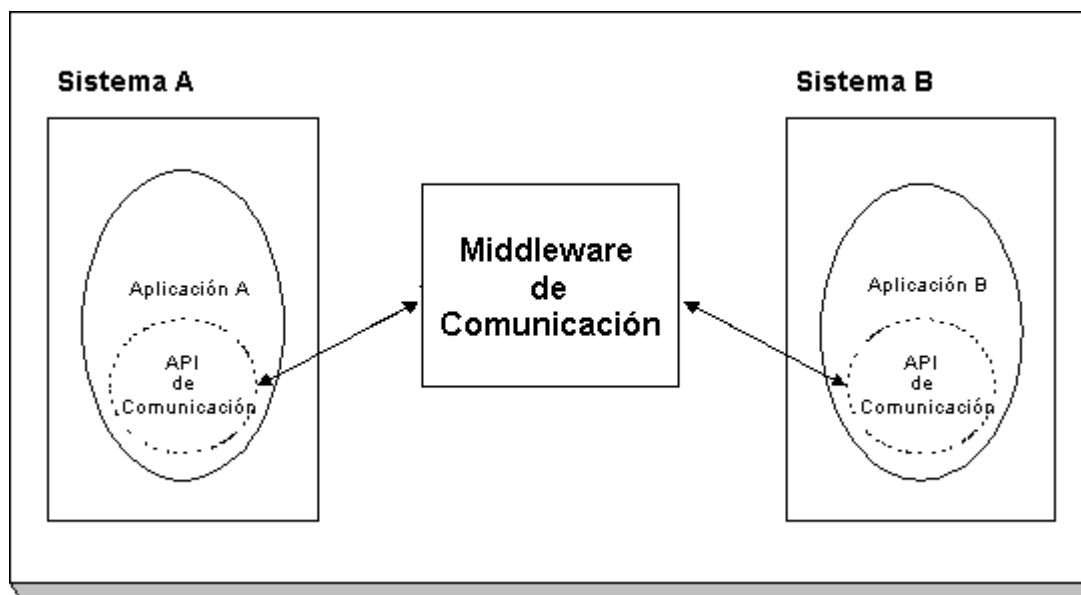 Sistema A
Sistema B
Middleware
de
Comunicación
Aplicación A
API
de
Comunicación
Aplicación B
API
de
Comunicación